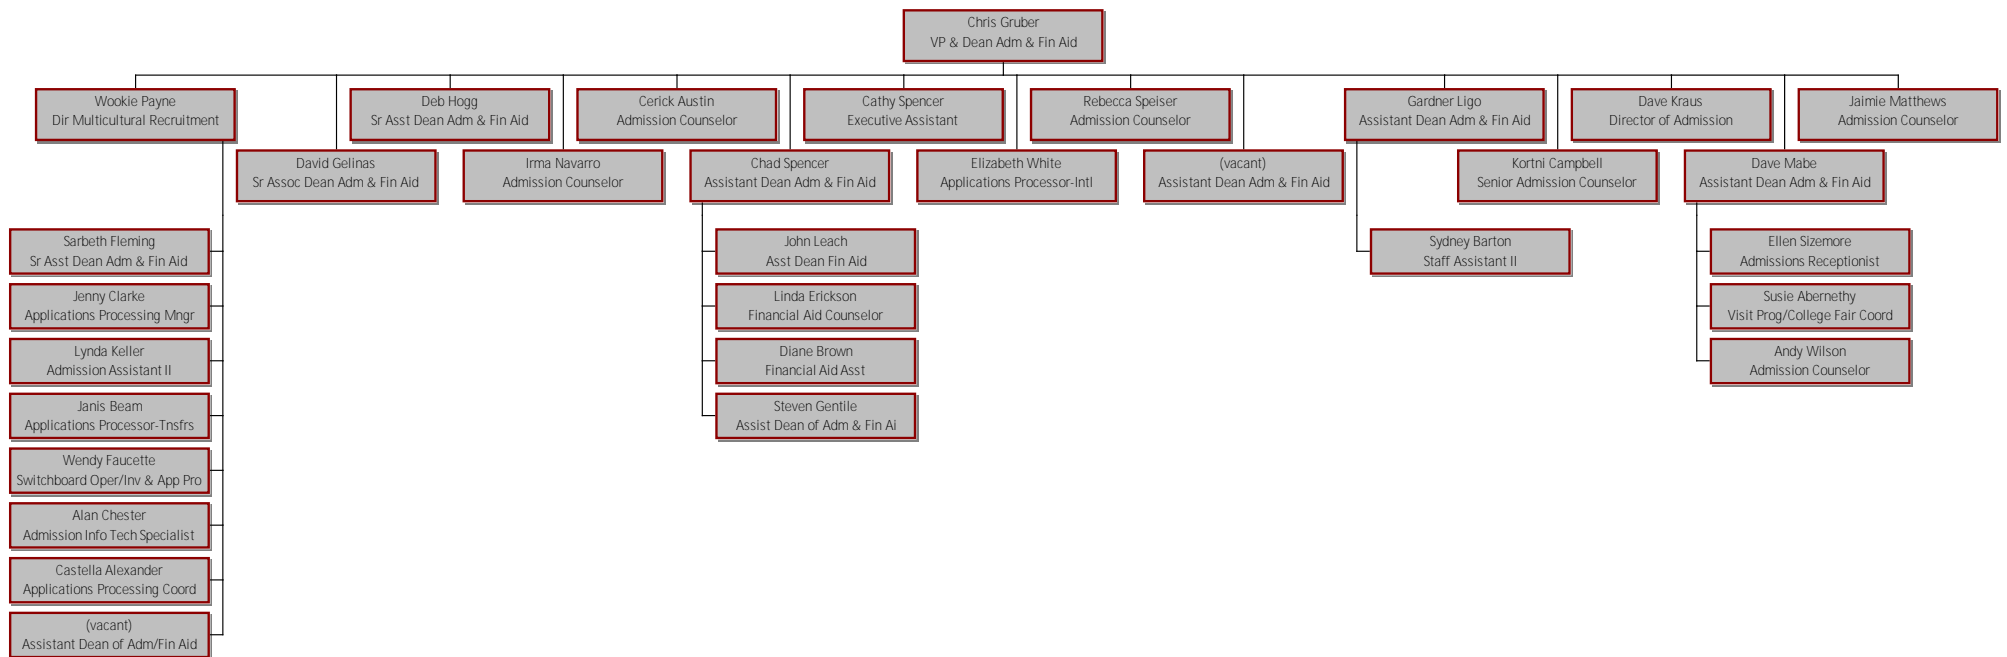 Chris Gruber
VP & Dean Adm & Fin Aid
Wookie Payne
Dir Multicultural Recruitment
Deb Hogg
Sr Asst Dean Adm & Fin Aid
Cerick Austin
Admission Counselor
Cathy Spencer
Executive Assistant
Rebecca Speiser
Admission Counselor
Gardner Ligo
Assistant Dean Adm & Fin Aid
Dave Kraus
Director of Admission
Jaimie Matthews
Admission Counselor
David Gelinas
Sr Assoc Dean Adm & Fin Aid
Irma Navarro
Admission Counselor
Chad Spencer
Assistant Dean Adm & Fin Aid
Elizabeth White
Applications Processor-Intl
(vacant)
Assistant Dean Adm & Fin Aid
Kortni Campbell
Senior Admission Counselor
Dave Mabe
Assistant Dean Adm & Fin Aid
Sarbeth Fleming
Sr Asst Dean Adm & Fin Aid
Jenny Clarke
Applications Processing Mngr
Lynda Keller
Admission Assistant II
Janis Beam
Applications Processor-Tnsfrs
Wendy Faucette
Switchboard Oper/Inv & App Pro
Alan Chester
Admission Info Tech Specialist
Castella Alexander
Applications Processing Coord
(vacant)
Assistant Dean of Adm/Fin Aid
John Leach
Asst Dean Fin Aid
Linda Erickson
Financial Aid Counselor
Diane Brown
Financial Aid Asst
Steven Gentile
Assist Dean of Adm & Fin Ai
Sydney Barton
Staff Assistant II
Ellen Sizemore
Admissions Receptionist
Susie Abernethy
Visit Prog/College Fair Coord
Andy Wilson
Admission Counselor